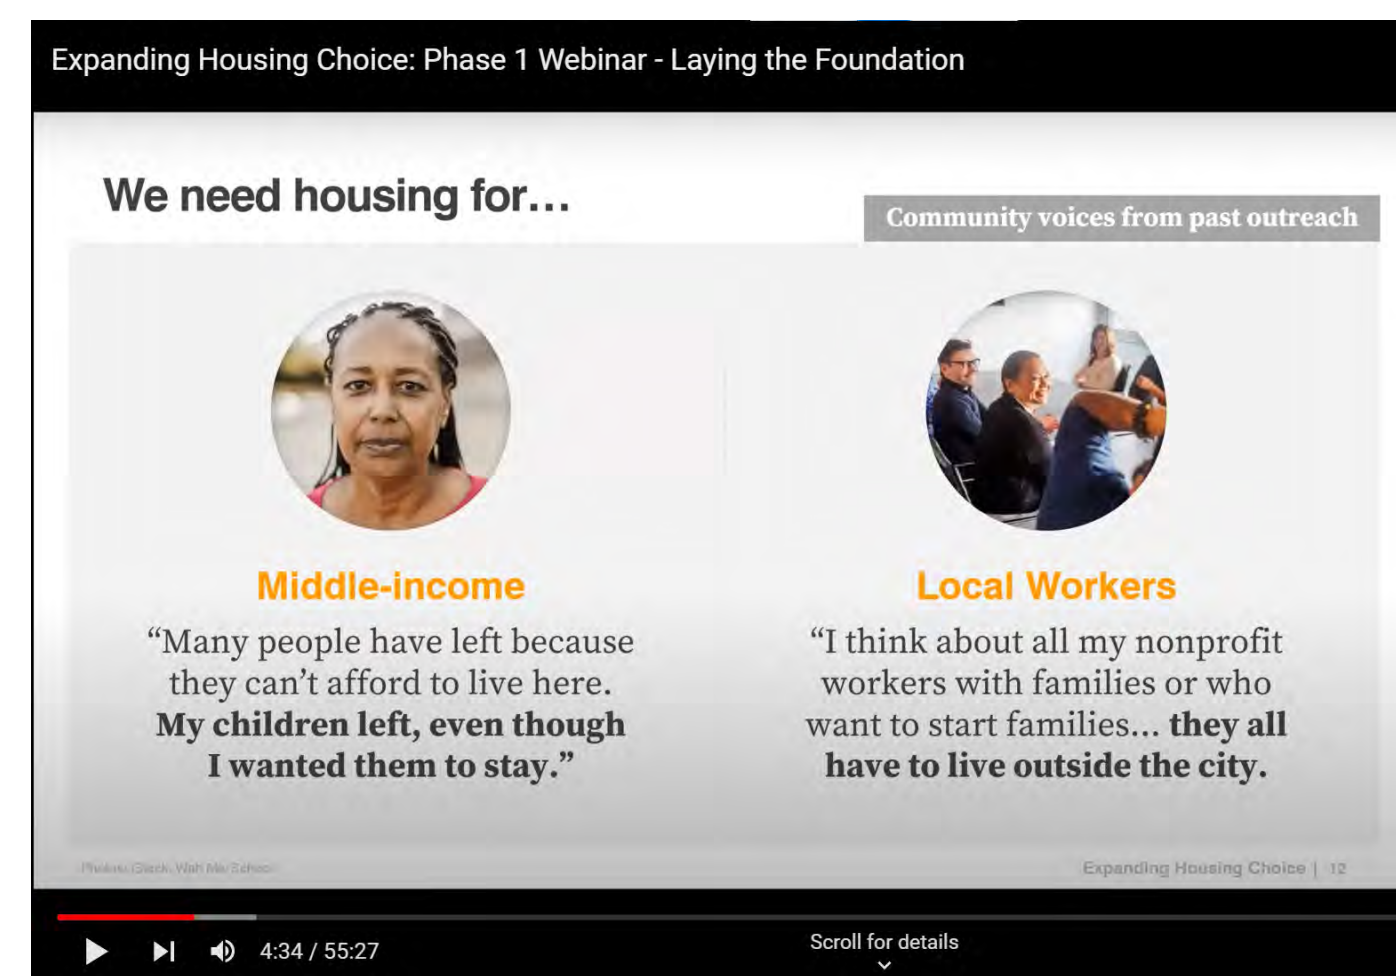 Expanding Housing Choice: Phase 1 Webinar - Laying the Foundation
We need housing for...
Community voices from past outreach
Middle-income
“Many people have left because
they can’t afford to live here.
My children left, even though
I wanted them to stay.”
Local Workers
“I think about all my nonprofit
workers with families or who
want to start families... they all
have to live outside the city.
Expanding Housing Choice | 12
4:34 / 55:27
Scroll for details